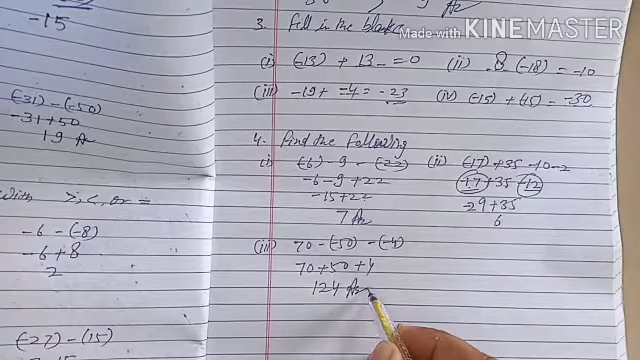 -15
(-31) - (-50)
-31 + 50
19 A
With >, <, or =
-6 - (-8)
-6 + 8
2
(-27) - (15)
Made with KINEMASTER
3. Fill in the blanks
(i) (-13) + 13 = 0 (ii) 8 (-18) = -10
(iii) -19 + -4 = -23 (iv) (-15) + (-15) = -30
4. Find the following
i) (-6) - 9 - (-22) (ii) (-17) + 35 - 10 - 2
-6 - 9 + 22 -17 + 35 - 12
-15 + 22 -29 + 35
7 A 6
(iii) 70 - (-50) - (-4)
70 + 50 + 4
124 A